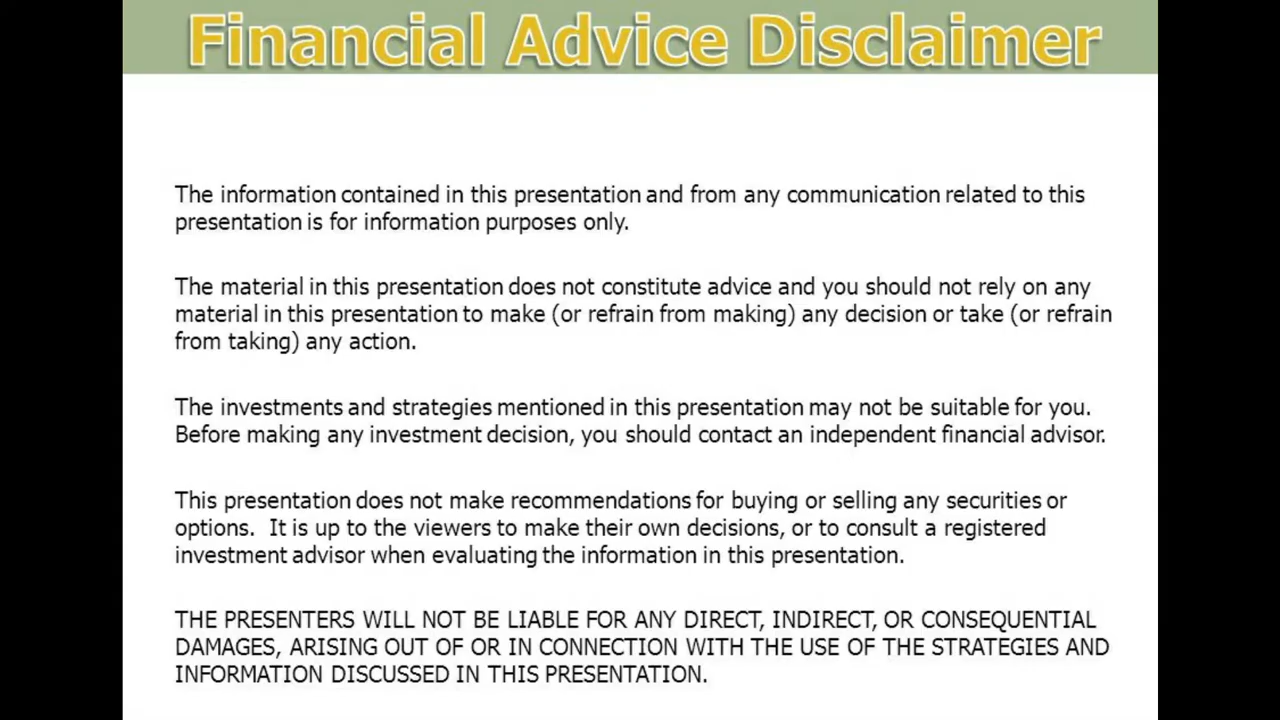 Financial Advice Disclaimer
The information contained in this presentation and from any communication related to this
presentation is for information purposes only.
The material in this presentation does not constitute advice and you should not rely on any
material in this presentation to make (or refrain from making) any decision or take (or refrain
from taking) any action.
The investments and strategies mentioned in this presentation may not be suitable for you.
Before making any investment decision, you should contact an independent financial advisor.
This presentation does not make recommendations for buying or selling any securities or
options.  It is up to the viewers to make their own decisions, or to consult a registered
investment advisor when evaluating the information in this presentation.
THE PRESENTERS WILL NOT BE LIABLE FOR ANY DIRECT, INDIRECT, OR CONSEQUENTIAL
DAMAGES, ARISING OUT OF OR IN CONNECTION WITH THE USE OF THE STRATEGIES AND
INFORMATION DISCUSSED IN THIS PRESENTATION.